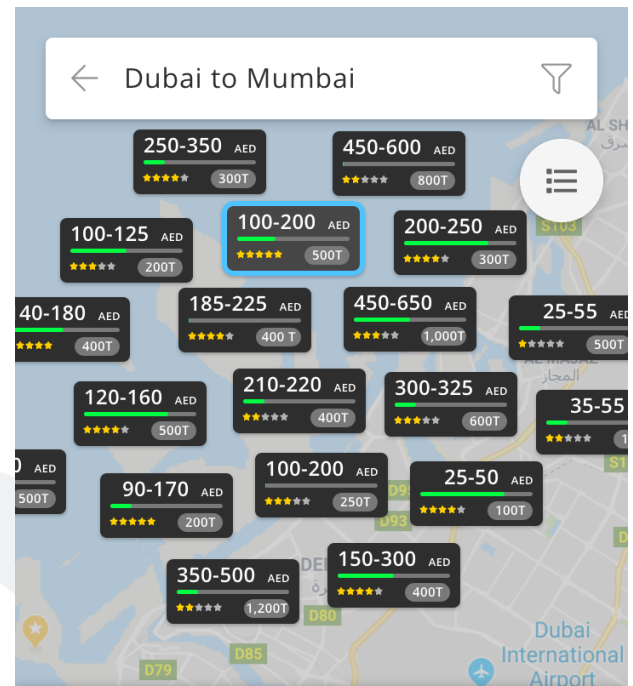 Dubai to Mumbai
AL SH
250-350 AED
300T
450-600 AED
800T
100-125 AED
200T
100-200 AED
500T
200-250 AED
300T
S103
40-180 AED
400T
185-225 AED
400 T
450-650 AED
1,000T
25-55 AED
500T
المجاز
120-160 AED
500T
210-220 AED
400T
300-325 AED
600T
35-55
1
0 AED
500T
90-170 AED
200T
100-200 AED
250T
25-50 AED
100T
S1
D93
350-500 AED
1,200T
150-300 AED
400T
D80
D85
D79
Dubai
International
Airport